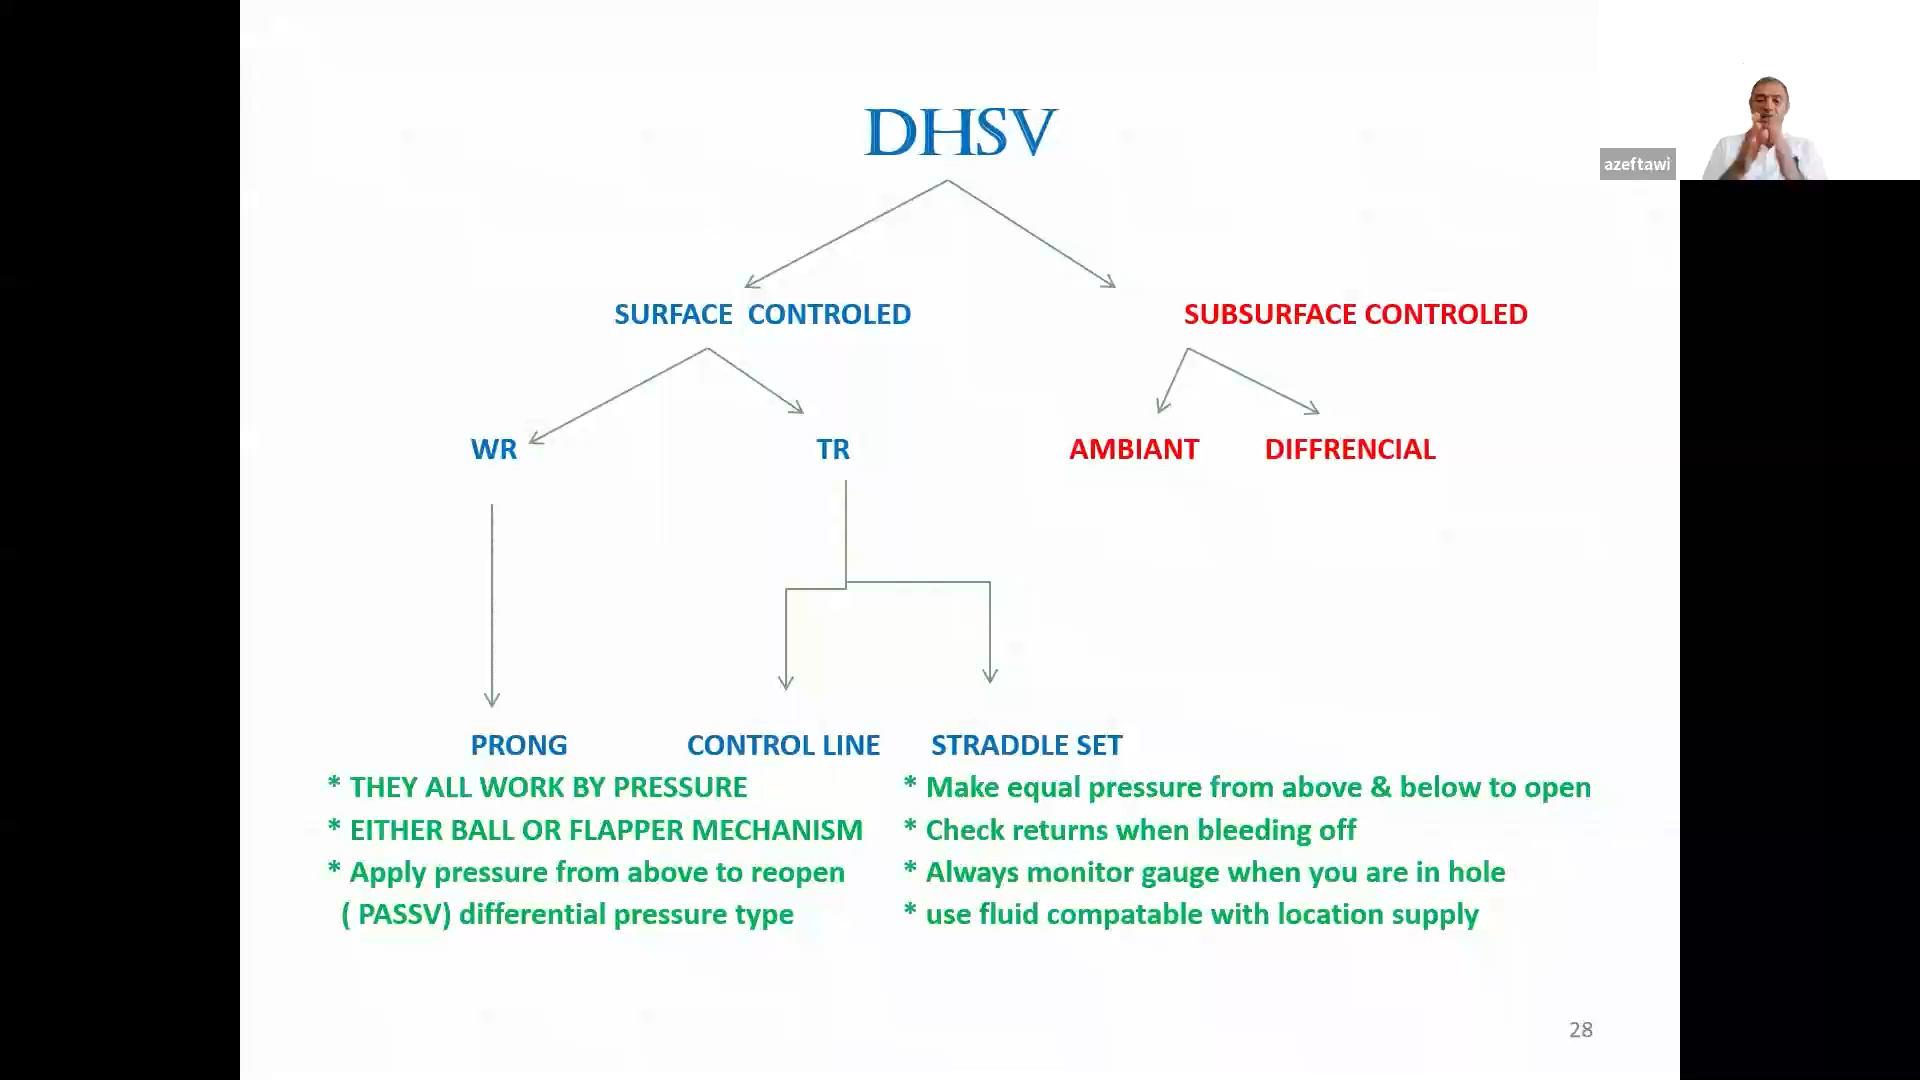 DHSV
azeftawi
SURFACE CONTROLED
SUBSURFACE CONTROLED
WR
TR
AMBIANT
DIFFRENCIAL
PRONG
CONTROL LINE
STRADDLE SET
* THEY ALL WORK BY PRESSURE
* EITHER BALL OR FLAPPER MECHANISM
* Apply pressure from above to reopen
( PASSV) differential pressure type
* Make equal pressure from above & below to open
* Check returns when bleeding off
* Always monitor gauge when you are in hole
* use fluid compatable with location supply
28